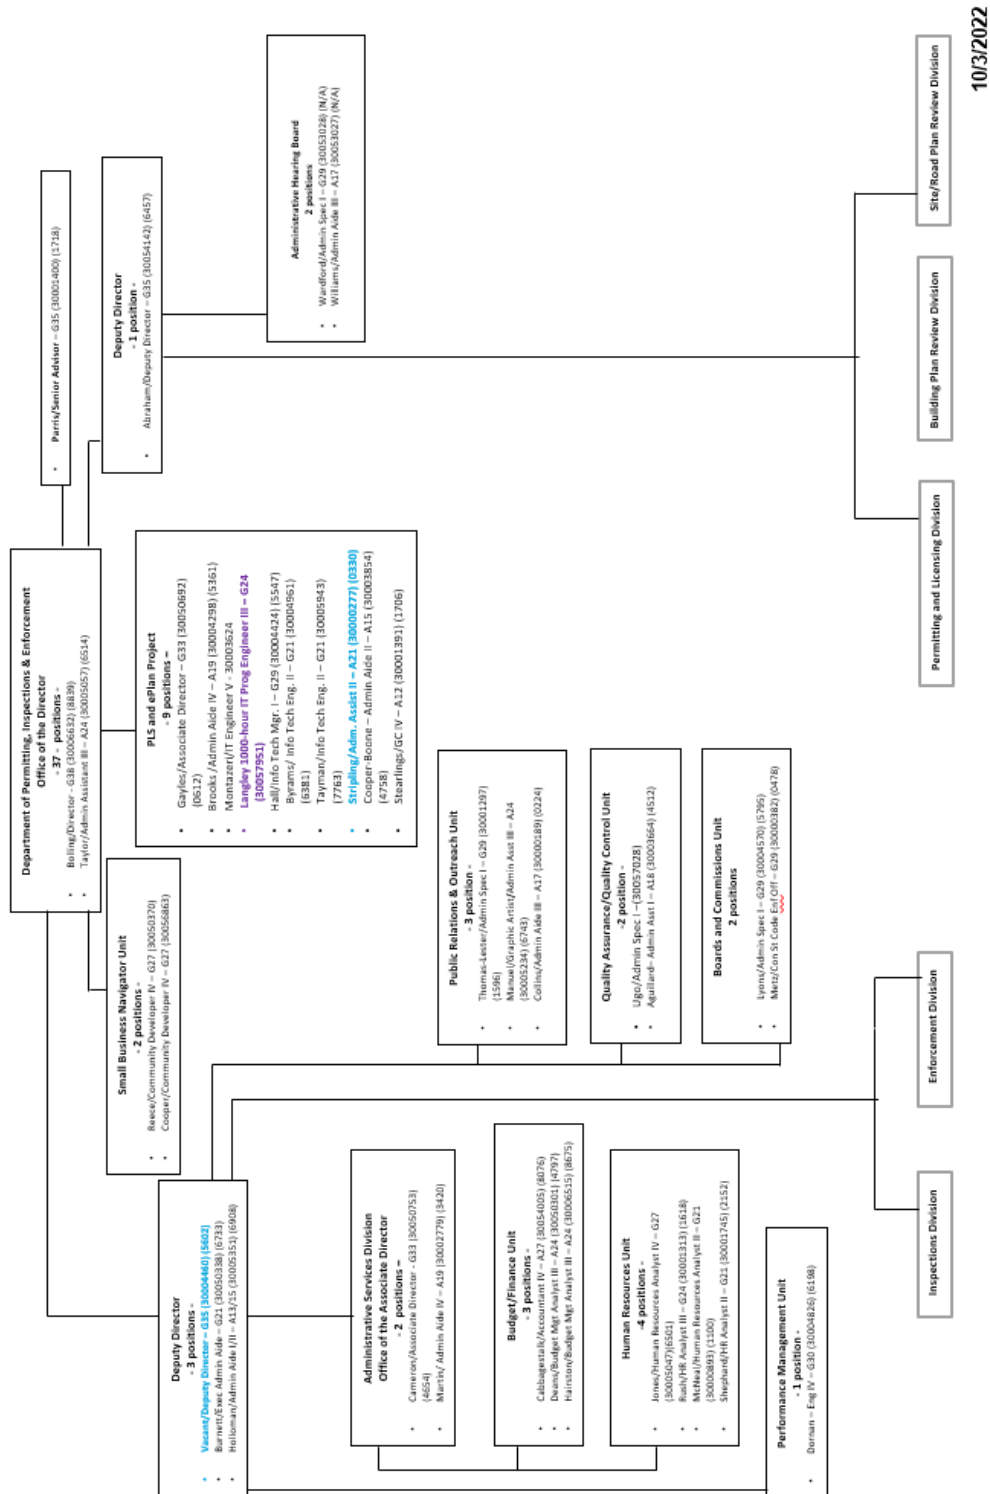 Department of Permitting, Inspections & Enforcement
Office of the Director
- 37 - positions -
• Boling/Director - G38 (30006632) (8839)
• Taylor/Admin Assistant III – A24 (30005057) (6514)
• Parris/Senior Advisor – G35 (30001400) (1718)
Small Business Navigator Unit
- 2 positions -
• Reece/Community Developer IV – G27 (30050370)
• Cooper/Community Developer IV – G27 (30056863)
PLS and ePlan Project
- 9 positions –
• Gayles/Associate Director – G33 (30050692)
(0612)
• Brooks /Admin Aide IV – A19 (30004298) (5361)
• Montazeri/IT Engineer V - 30003624
• Langley 1000-hour IT Prog Engineer III – G24
(30057951)
• Hall/Info Tech Mgr. I – G29 (30004424) (5547)
• Byrams/ Info Tech Eng. II – G21 (30004961)
(6381)
• Tayman/Info Tech Eng. II – G21 (30005943)
(7763)
• Stripling/Adm. Assist II – A21 (30000277) (0330)
• Cooper-Boone – Admin Aide II – A15 (30003854)
(4758)
• Stearlings/GC IV – A12 (30001391) (1706)
Deputy Director
- 1 position -
• Abraham/Deputy Director – G35 (30054142) (6457)
Administrative Hearing Board
2 positions
• Wardford/Admin Spec I – G29 (30053028) (N/A)
• Williams/Admin Aide III – A17 (30053027) (N/A)
Deputy Director
- 3 positions -
• Vacant/Deputy Director – G35 (30004460) (5602)
• Burnett/Exec Admin Aide – G21 (30050338) (6733)
• Holloman/Admin Aide I/II – A13/15 (30005351) (6908)
Administrative Services Division
Office of the Associate Director
- 2 positions –
• Cameron/Associate Director - G33 (30050753)
(4654)
• Martin/ Admin Aide IV – A19 (30002779) (3420)
Budget/Finance Unit
- 3 positions -
• Cabbagestalk/Accountant IV – A27 (30054005) (8076)
• Deans/Budget Mgt Analyst III – A24 (30050301) (4797)
• Hairston/Budget Mgt Analyst III – A24 (30006515) (8675)
Human Resources Unit
-4 positions -
• Jones/Human Resources Analyst IV – G27
(30005047)(6501)
• Rush/HR Analyst III – G24 (30001313) (1618)
• McNeal/Human Resources Analyst II – G21
(30000893) (1100)
• Shephard/HR Analyst II – G21 (30001745) (2152)
Performance Management Unit
- 1 position -
• Dornan – Eng IV – G30 (30004826) (6198)
Public Relations & Outreach Unit
- 3 position -
• Thomas-Lester/Admin Spec I – G29 (30001297)
(1596)
• Manuel/Graphic Artist/Admin Asst III – A24
(30005234) (6743)
• Collins/Admin Aide III – A17 (30000189) (0224)
Quality Assurance/Quality Control Unit
-2 position -
• Ugo/Admin Spec I –(30057028)
• Aguillard– Admin Asst I – A18 (30003664) (4512)
Boards and Commissions Unit
2 positions
• Lyons/Admin Spec I – G29 (30004570) (5795)
• Metz/Con St Code Enf Off – G29 (30000382) (0478)
Inspections Division
Enforcement Division
Permitting and Licensing Division
Building Plan Review Division
Site/Road Plan Review Division
10/3/2022